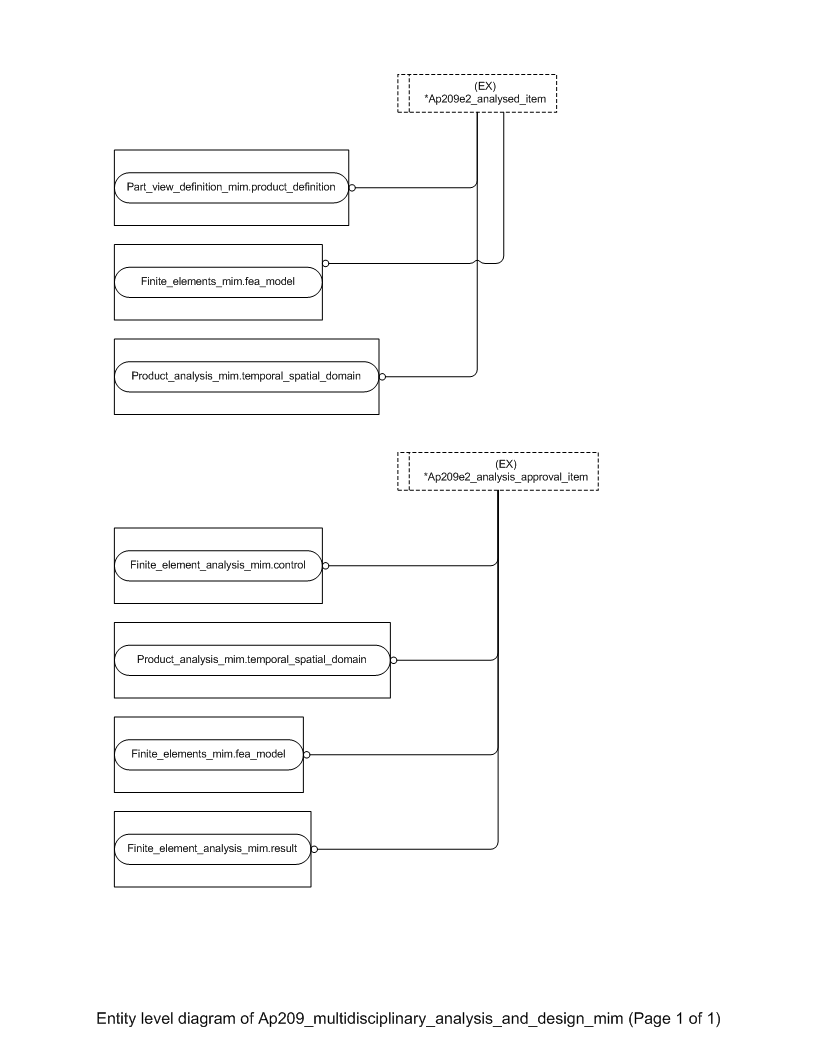 (EX)
*Ap209e2_analysed_item
Part_view_definition_mim.product_definition
Finite_elements_mim.fea_model
Product_analysis_mim.temporal_spatial_domain
(EX)
*Ap209e2_analysis_approval_item
Finite_element_analysis_mim.control
Product_analysis_mim.temporal_spatial_domain
Finite_elements_mim.fea_model
Finite_element_analysis_mim.result
Entity level diagram of Ap209_multidisciplinary_analysis_and_design_mim (Page 1 of 1)